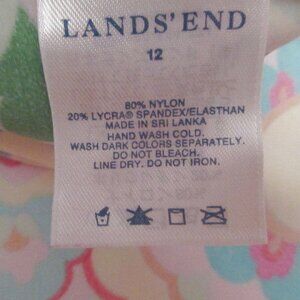 LANDS' END
12
80% NYLON
20% LYCRA® SPANDEX/ELASTHAN
MADE IN SRI LANKA
HAND WASH COLD.
WASH DARK COLORS SEPARATELY.
DO NOT BLEACH.
LINE DRY. DO NOT IRON.